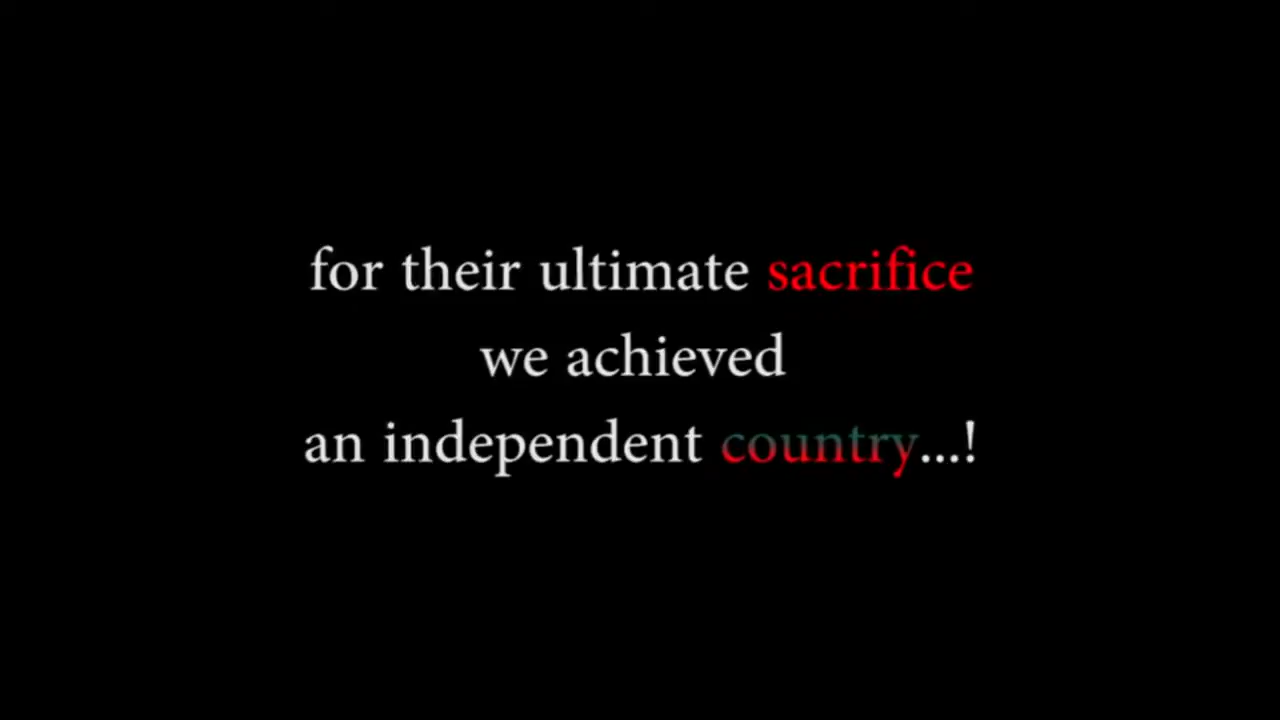 for their ultimate sacrifice
we achieved
an independent country...!